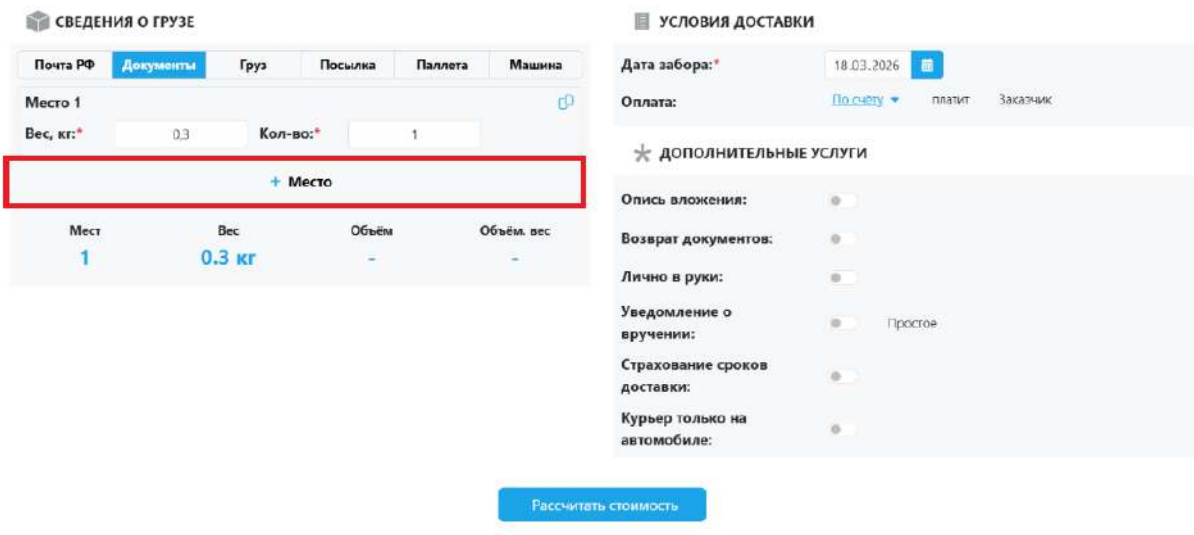 СВЕДЕНИЯ О ГРУЗЕ
Почта РФ Документы Груз Посылка Паллета Машина
Место 1
Вес, кг:* 0,3 Кол-во:* 1
+ Место
Мест Вес Объём Объём. вес
1 0.3 кг - -
УСЛОВИЯ ДОСТАВКИ
Дата забора:* 18.03.2026
Оплата: По счёту платит Заказчик
ДОПОЛНИТЕЛЬНЫЕ УСЛУГИ
Опись вложения:
Возврат документов:
Лично в руки:
Уведомление о
вручении:
Простое
Страхование сроков
доставки:
Курьер только на
автомобиле:
Рассчитать стоимость